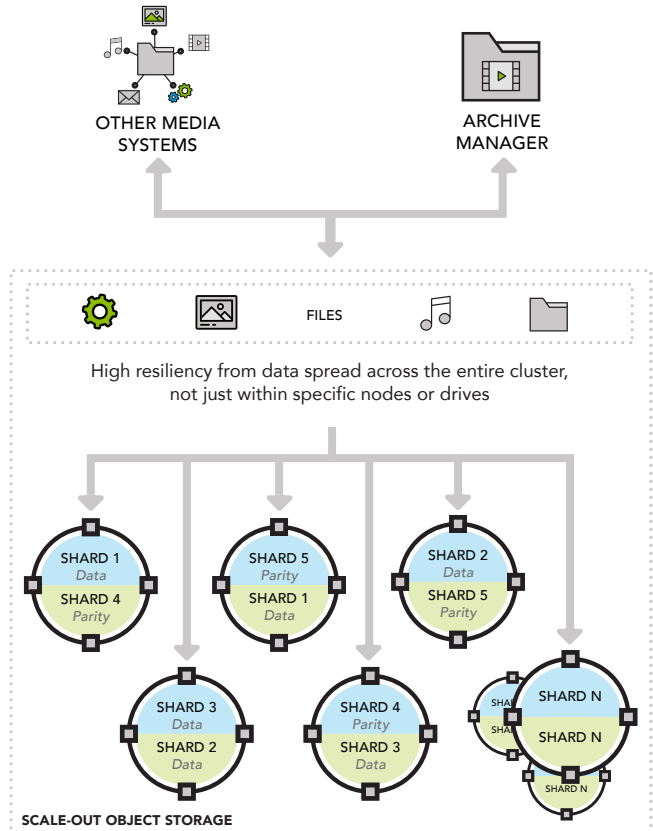 OTHER MEDIA
SYSTEMS
ARCHIVE
MANAGER
FILES
High resiliency from data spread across the entire cluster,
not just within specific nodes or drives
SHARD 1
Data
SHARD 4
Parity
SHARD 5
Parity
SHARD 1
Data
SHARD 2
Data
SHARD 5
Parity
SHARD 3
Data
SHARD 2
Data
SHARD 4
Parity
SHARD 3
Data
SHARD N
SHARD N
SHARD N
SCALE-OUT OBJECT STORAGE